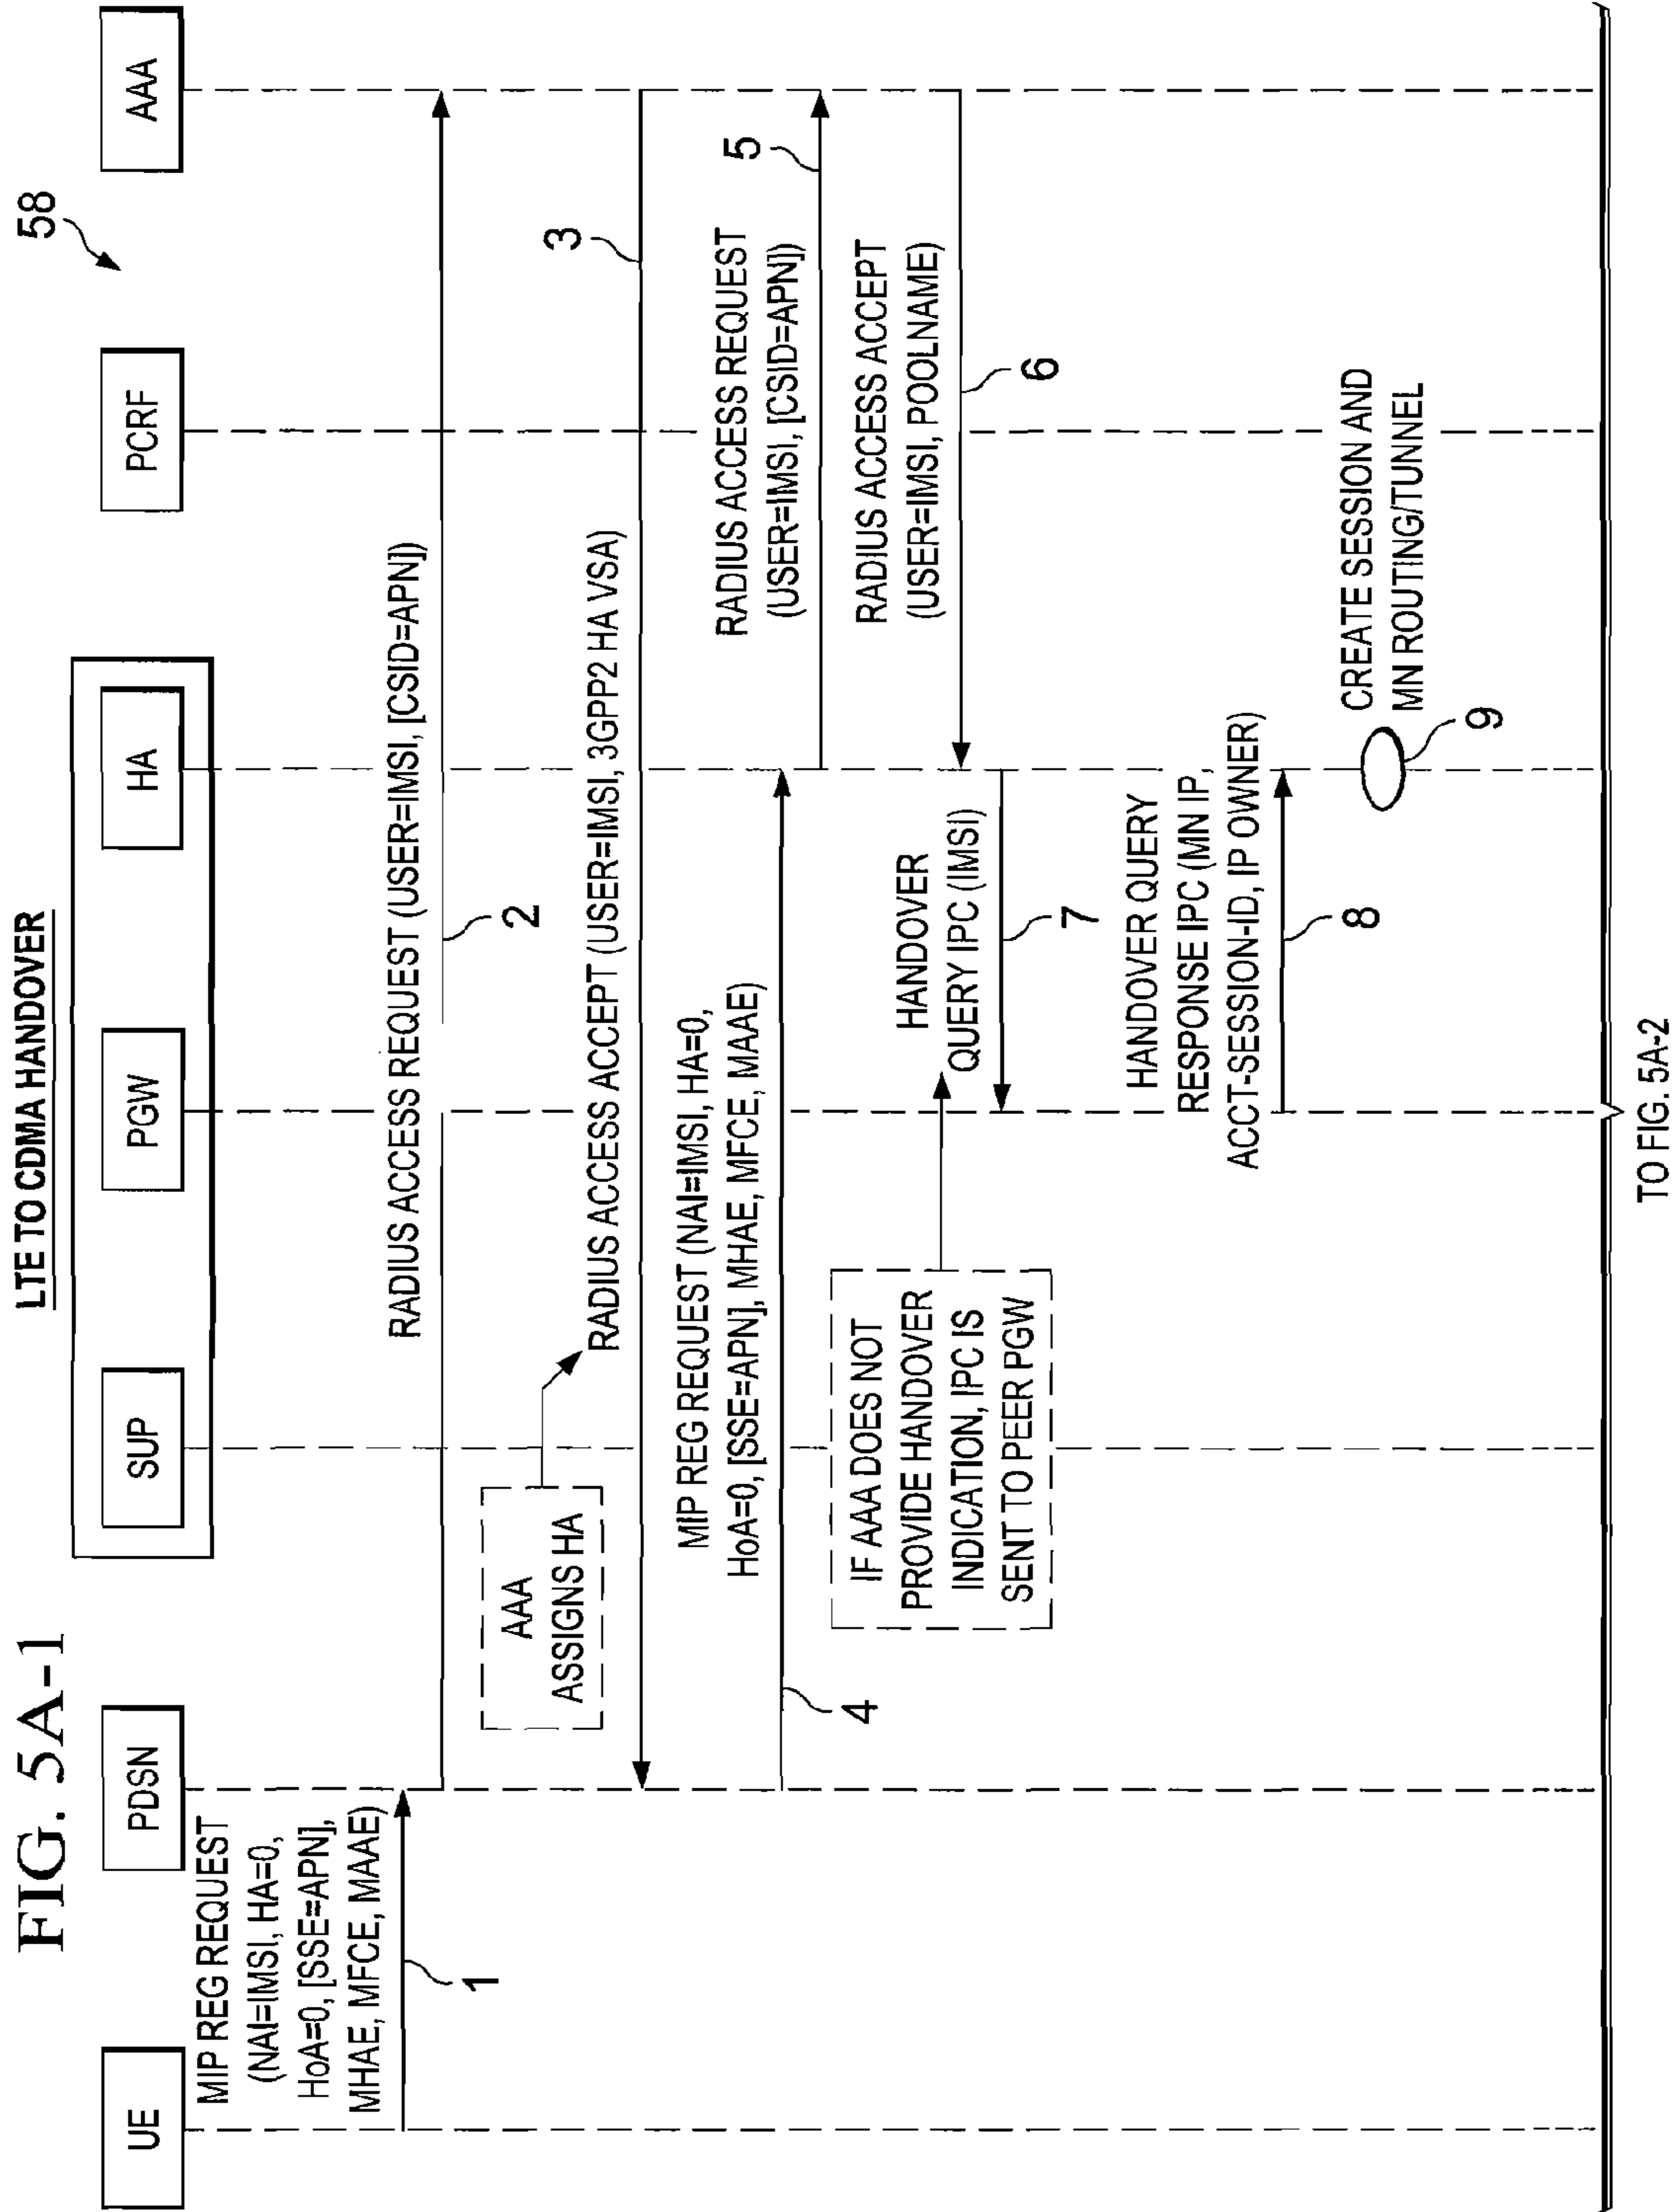 FIG. 5A-1
LTE TO CDMA HANDOVER
58
UE
PDSN
SUP
PGW
HA
PCRF
AAA
MIP REG REQUEST
(NAI=IMSI, HA=0,
HoA=0, [SSE=APN],
MHAE, MFCE, MAAE)
1
RADIUS ACCESS REQUEST (USER=IMSI, [CSID=APN])
2
AAA
ASSIGNS HA
RADIUS ACCESS ACCEPT (USER=IMSI, 3GPP2 HA VSA)
3
MIP REG REQUEST (NAI=IMSI, HA=0,
HoA=0, [SSE=APN], MHAE, MFCE, MAAE)
4
RADIUS ACCESS REQUEST
(USER=IMSI, [CSID=APN])
5
RADIUS ACCESS ACCEPT
(USER=IMSI, POOLNAME)
6
IF AAA DOES NOT
PROVIDE HANDOVER
INDICATION, IPC IS
SENT TO PEER PGW
HANDOVER
QUERY IPC (IMSI)
7
HANDOVER QUERY
RESPONSE IPC (MN IP,
ACCT-SESSION-ID, IP OWNER)
8
CREATE SESSION AND
MN ROUTING/TUNNEL
9
TO FIG. 5A-2